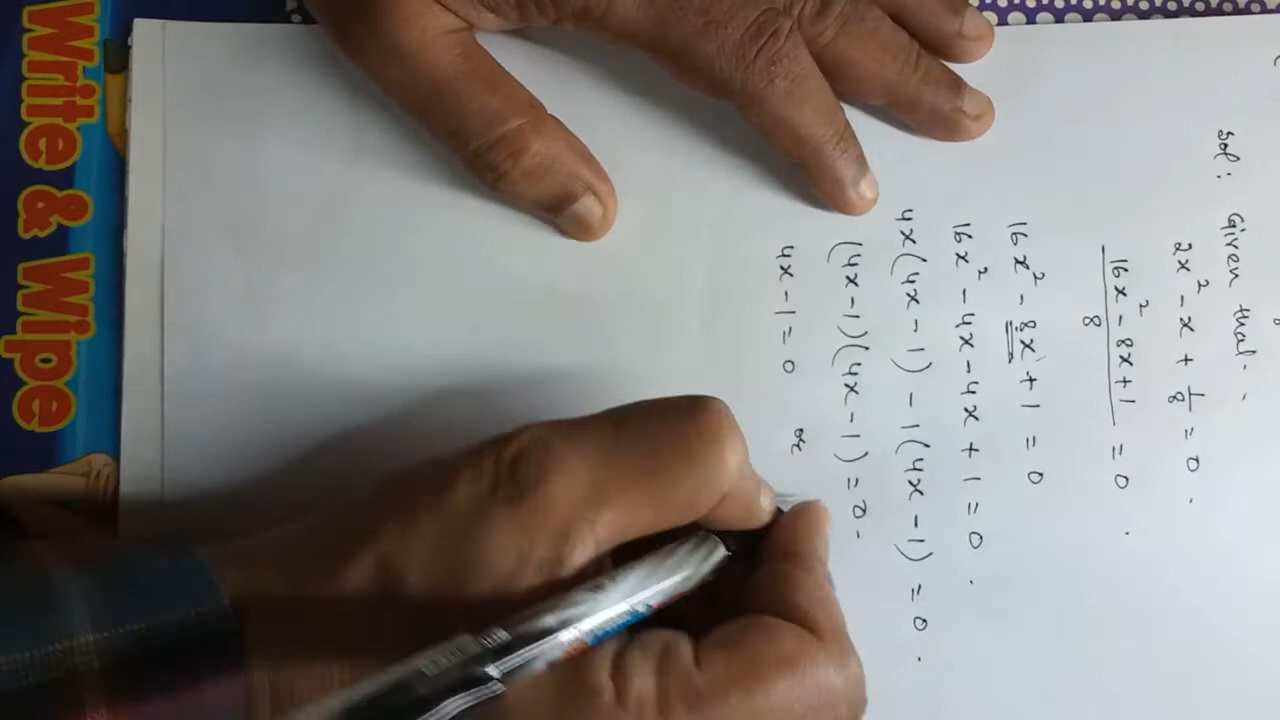 Sol: Given that -
2x² - x + 1/8 = 0.
16x² - 8x + 1 / 8 = 0.
16x² - 8x + 1 = 0
16x² - 4x - 4x + 1 = 0.
4x(4x - 1) - 1(4x - 1) = 0.
(4x - 1)(4x - 1) = 0.
4x - 1 = 0 or
Write & Wipe